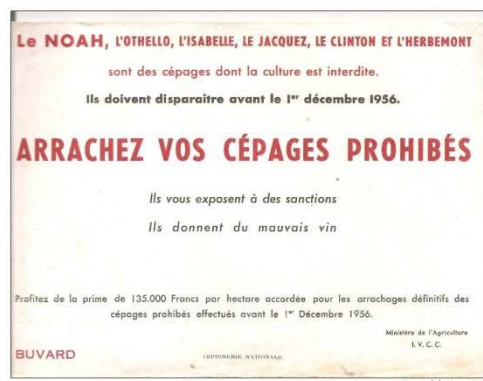 Le NOAH, L'OTHELLO, L'ISABELLE, LE JACQUEZ, LE CLINTON ET L'HERBEMONT
sont des cépages dont la culture est interdite.
Ils doivent disparaitre avant le 1er décembre 1956.
ARRACHEZ VOS CÉPAGES PROHIBÉS
Ils vous exposent à des sanctions
Ils donnent du mauvais vin
Profitez de la prime de 135.000 Francs par hectare accordée pour les arrachages définitifs des
cépages prohibés effectués avant le 1er Décembre 1956.
Ministère de l'Agriculture
I. V. C. C.
BUVARD
IMPRIMERIE NATIONALE